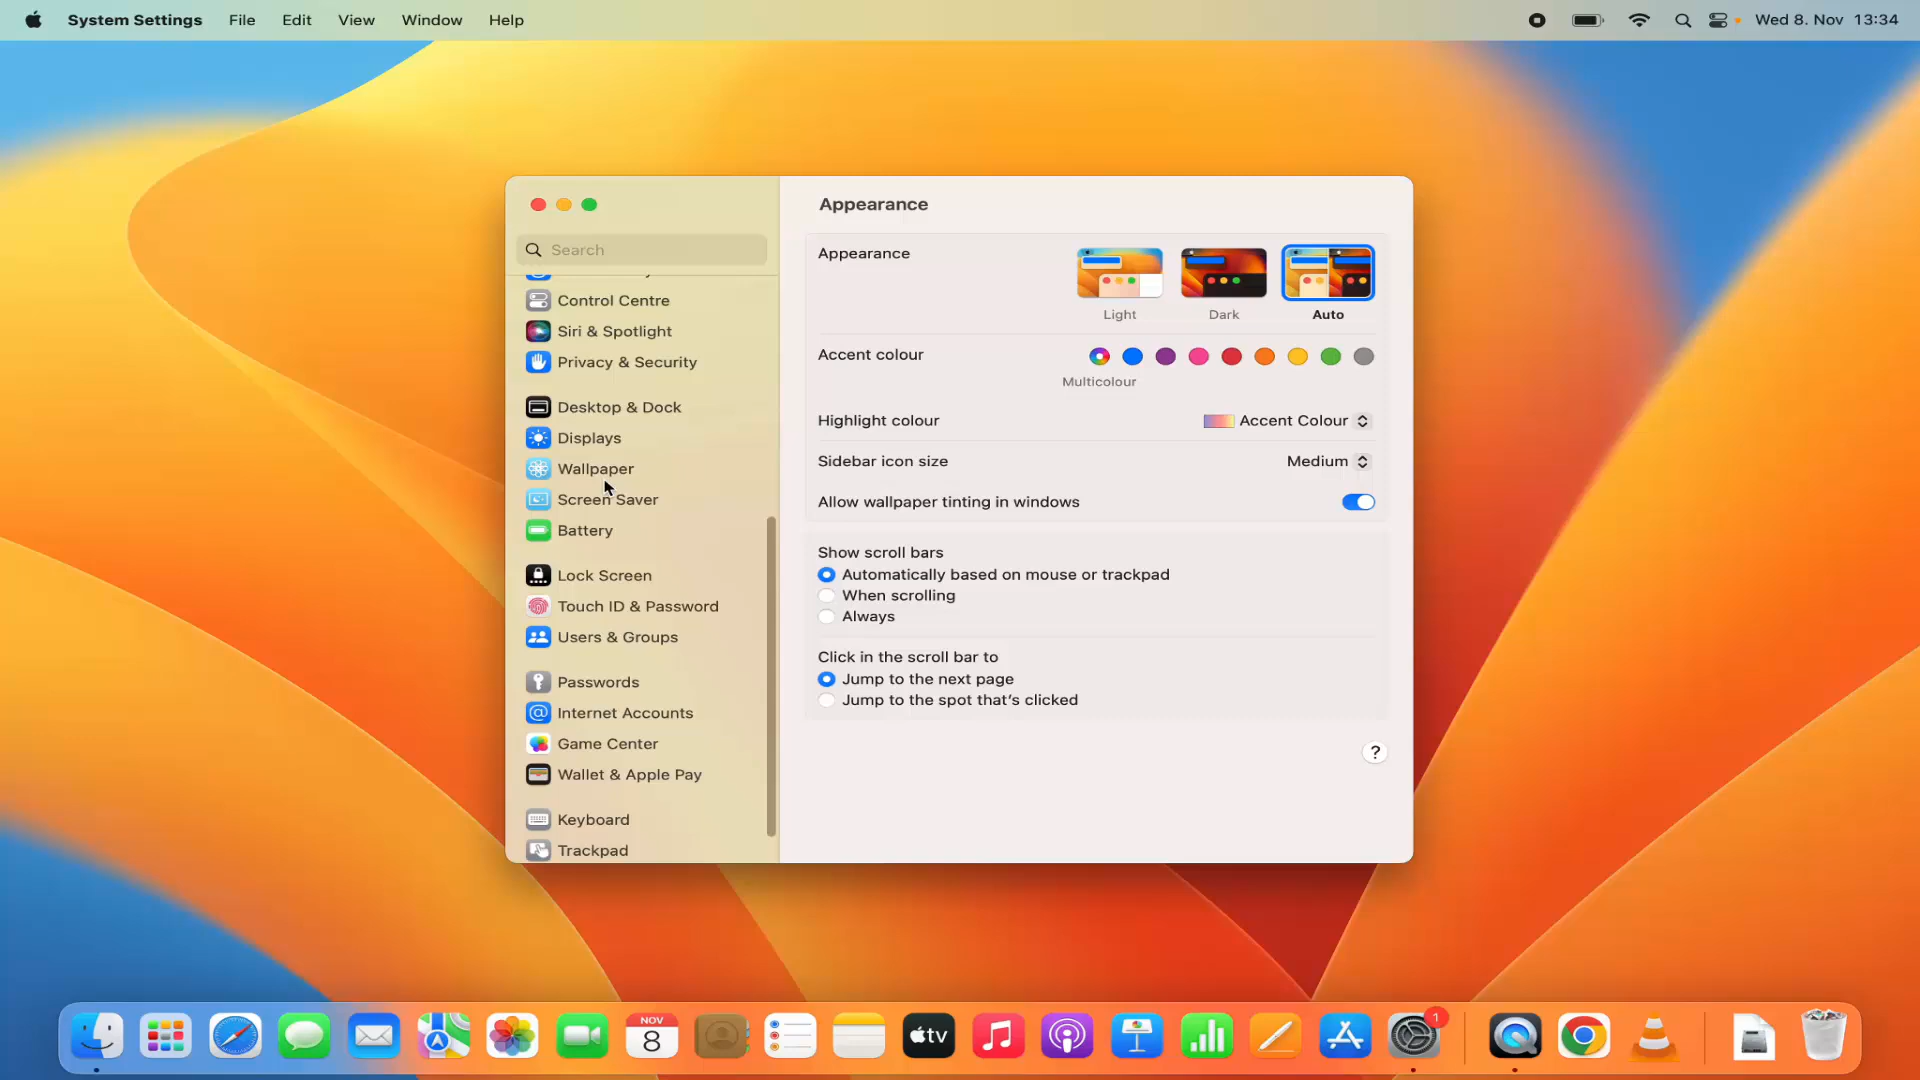 System Settings File Edit View Window Help Wed 8. Nov 13:34
Search
Control Centre
Siri & Spotlight
Privacy & Security
Desktop & Dock
Displays
Wallpaper
Screen Saver
Battery
Lock Screen
Touch ID & Password
Users & Groups
Passwords
Internet Accounts
Game Center
Wallet & Apple Pay
Keyboard
Trackpad
Appearance
Appearance
Light Dark Auto
Accent colour
Multicolour
Highlight colour Accent Colour
Sidebar icon size Medium
Allow wallpaper tinting in windows
Show scroll bars
Automatically based on mouse or trackpad
When scrolling
Always
Click in the scroll bar to
Jump to the next page
Jump to the spot that's clicked
?
NOV
8
tv
1